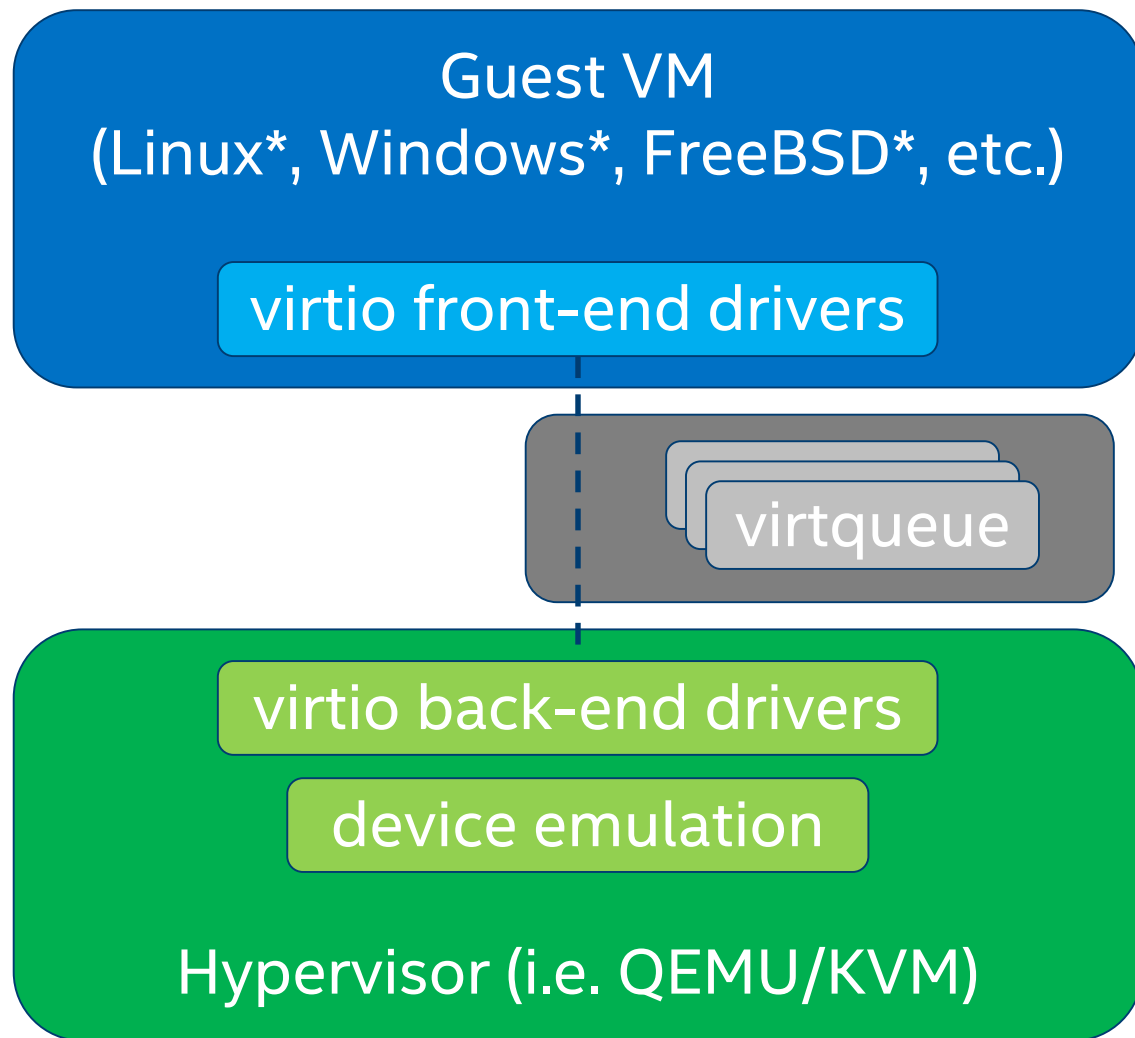 Guest VM
(Linux*, Windows*, FreeBSD*, etc.)
virtio front-end drivers
virtqueue
virtio back-end drivers
device emulation
Hypervisor (i.e. QEMU/KVM)